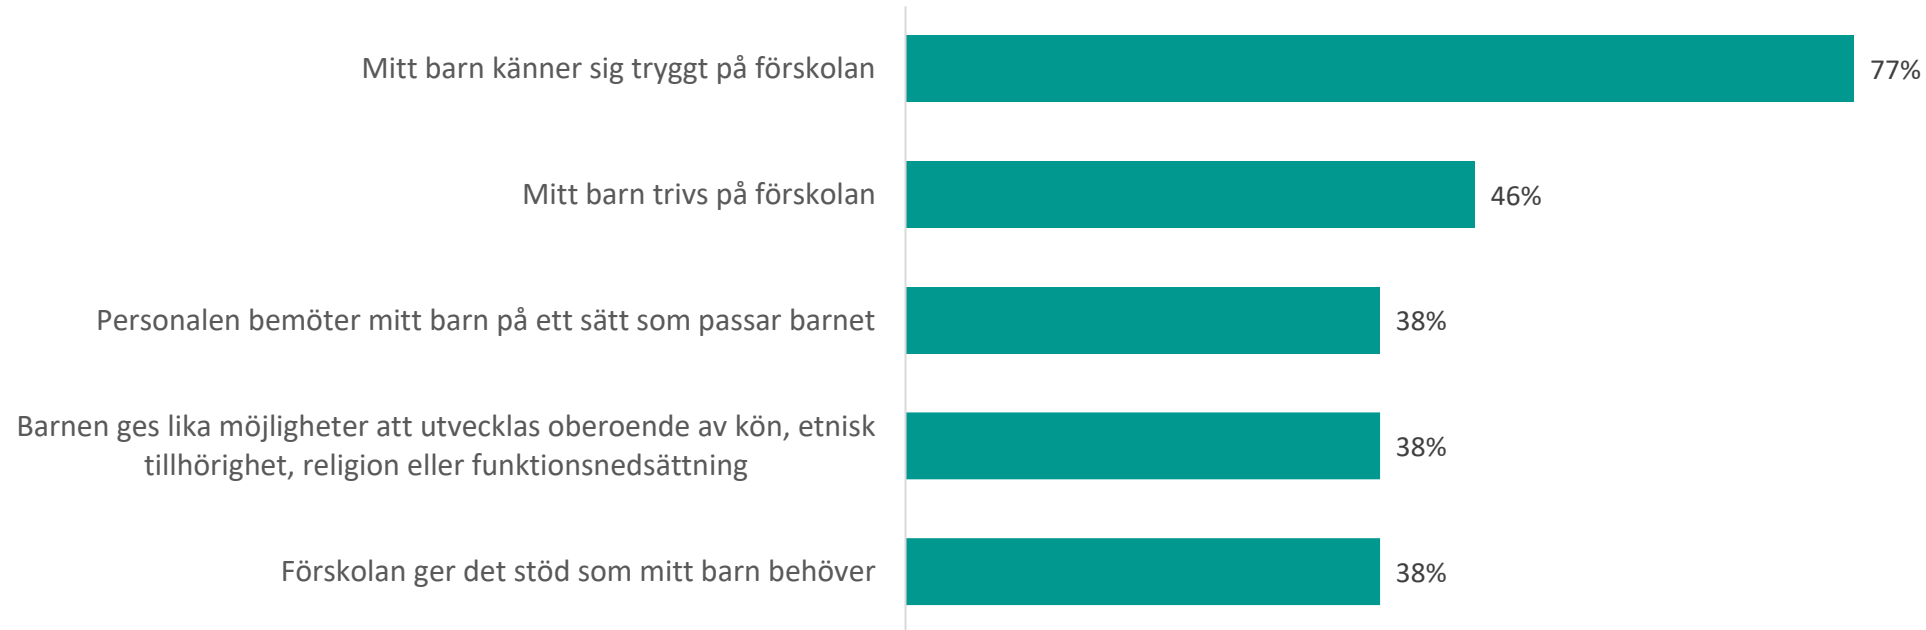 Mitt barn känner sig tryggt på förskolan
77%
Mitt barn trivs på förskolan
46%
Personalen bemöter mitt barn på ett sätt som passar barnet
38%
Barnen ges lika möjligheter att utvecklas oberoende av kön, etnisk
tillhörighet, religion eller funktionsnedsättning
38%
Förskolan ger det stöd som mitt barn behöver
38%